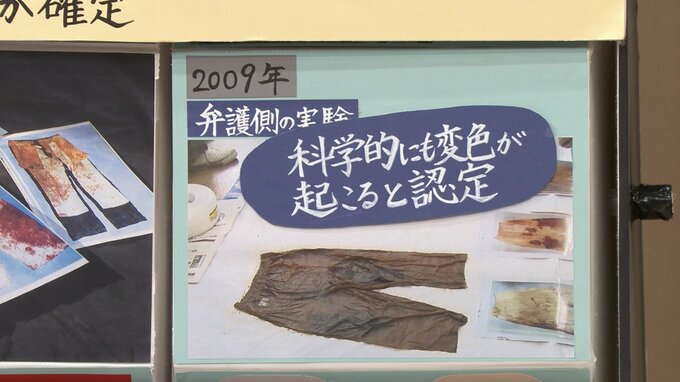 が確定
2009年
弁護側の実験
科学的にも変色が
起こると認定